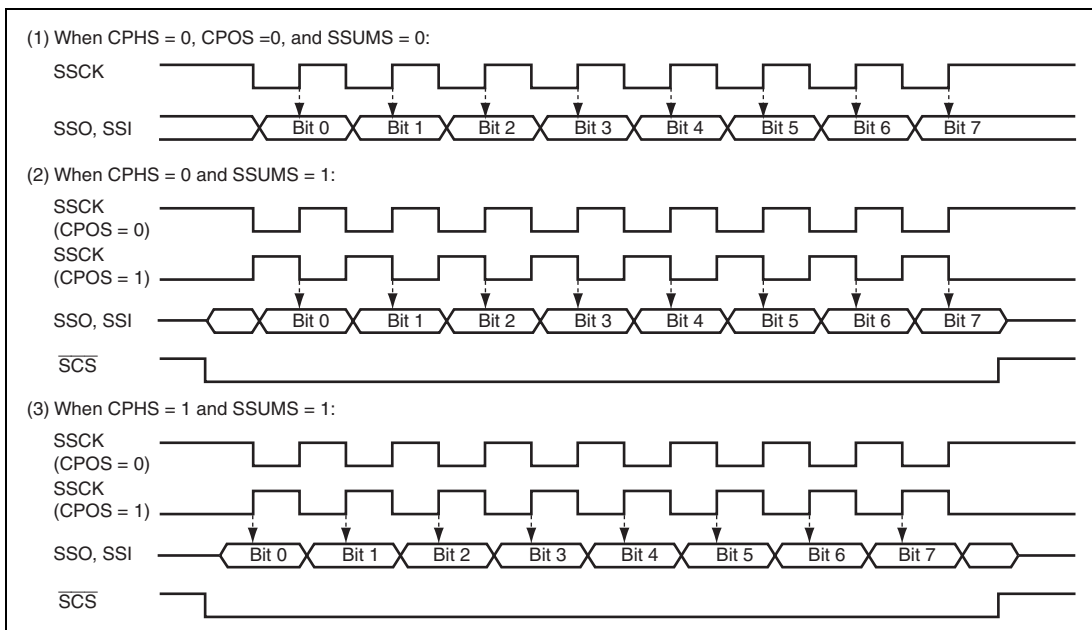 (1) When CPHS = 0, CPOS =0, and SSUMS = 0:
SSCK
SSO, SSI
Bit 0 Bit 1 Bit 2 Bit 3 Bit 4 Bit 5 Bit 6 Bit 7
(2) When CPHS = 0 and SSUMS = 1:
SSCK
(CPOS = 0)
SSCK
(CPOS = 1)
SSO, SSI
Bit 0 Bit 1 Bit 2 Bit 3 Bit 4 Bit 5 Bit 6 Bit 7
SCS
(3) When CPHS = 1 and SSUMS = 1:
SSCK
(CPOS = 0)
SSCK
(CPOS = 1)
SSO, SSI
Bit 0 Bit 1 Bit 2 Bit 3 Bit 4 Bit 5 Bit 6 Bit 7
SCS